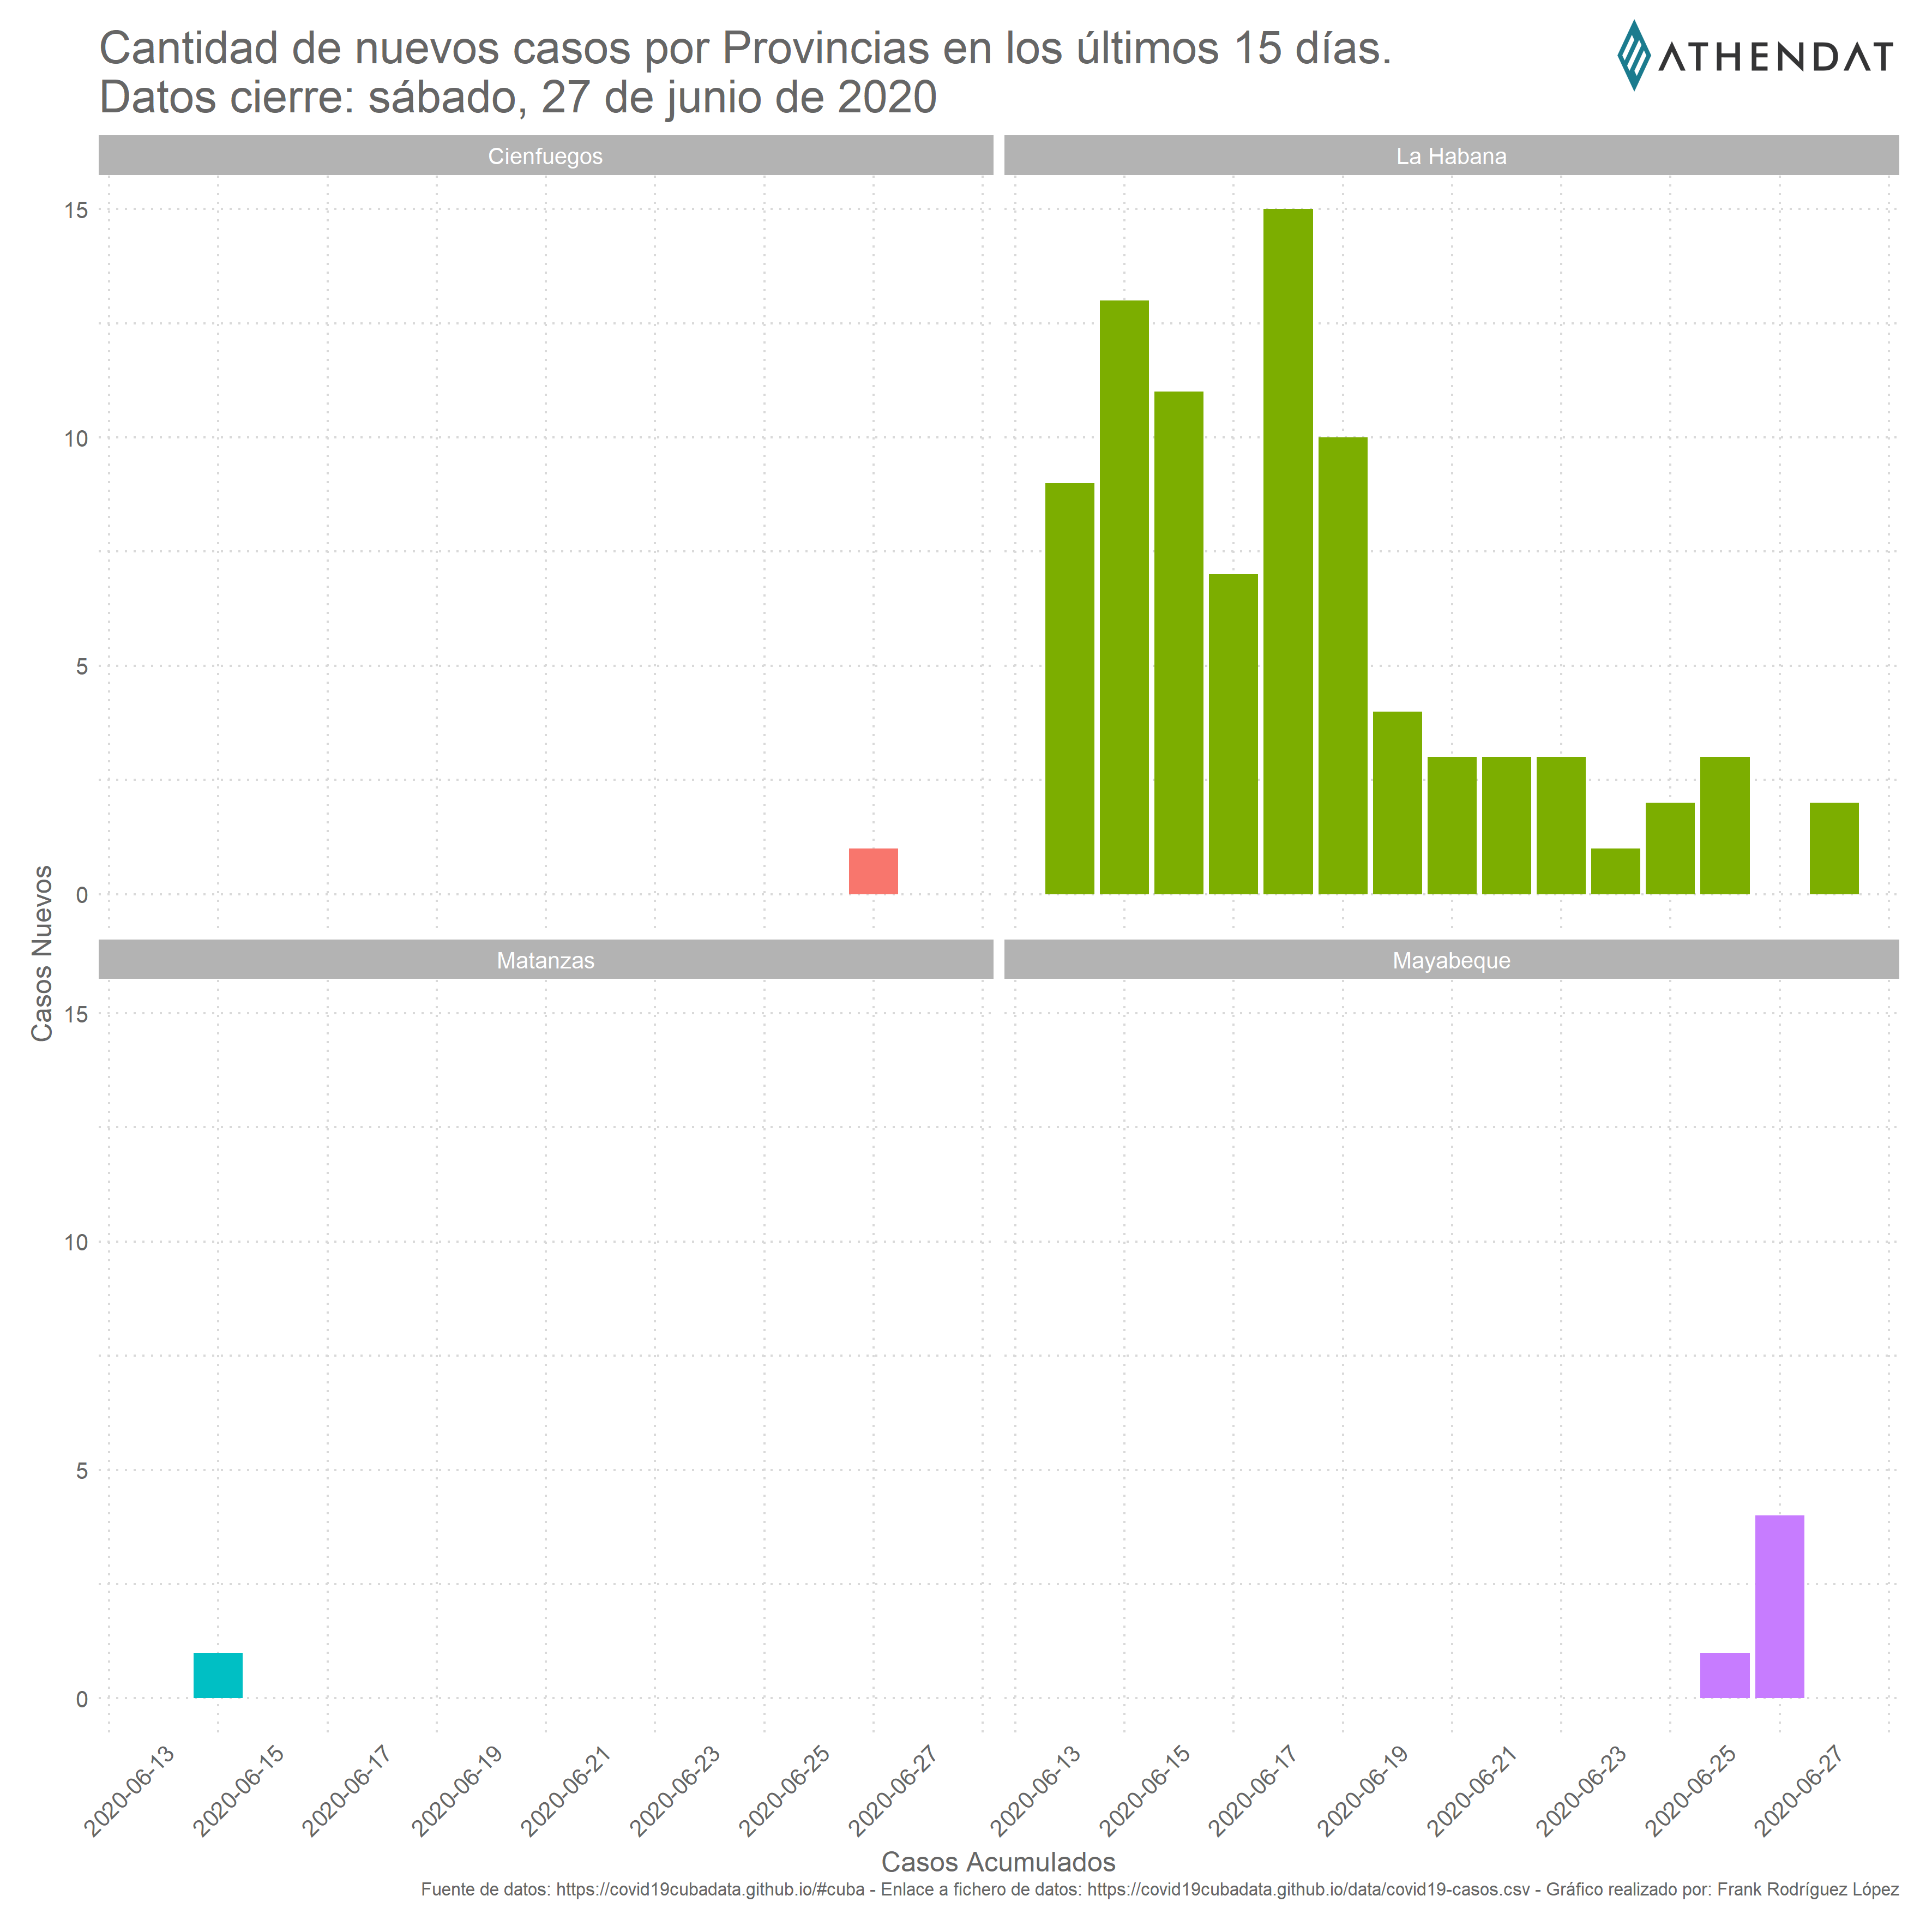 Cantidad de nuevos casos por Provincias en los últimos 15 días.
Datos cierre: sábado, 27 de junio de 2020
ATHENDAT
Cienfuegos
La Habana
15
10
5
0
Casos Nuevos
Matanzas
Mayabeque
15
10
5
0
2020-06-13
2020-06-15
2020-06-17
2020-06-19
2020-06-21
2020-06-23
2020-06-25
2020-06-27
2020-06-13
2020-06-15
2020-06-17
2020-06-19
2020-06-21
2020-06-23
2020-06-25
2020-06-27
Casos Acumulados
Fuente de datos: https://covid19cubadata.github.io/#cuba - Enlace a fichero de datos: https://covid19cubadata.github.io/data/covid19-casos.csv - Gráfico realizado por: Frank Rodríguez López